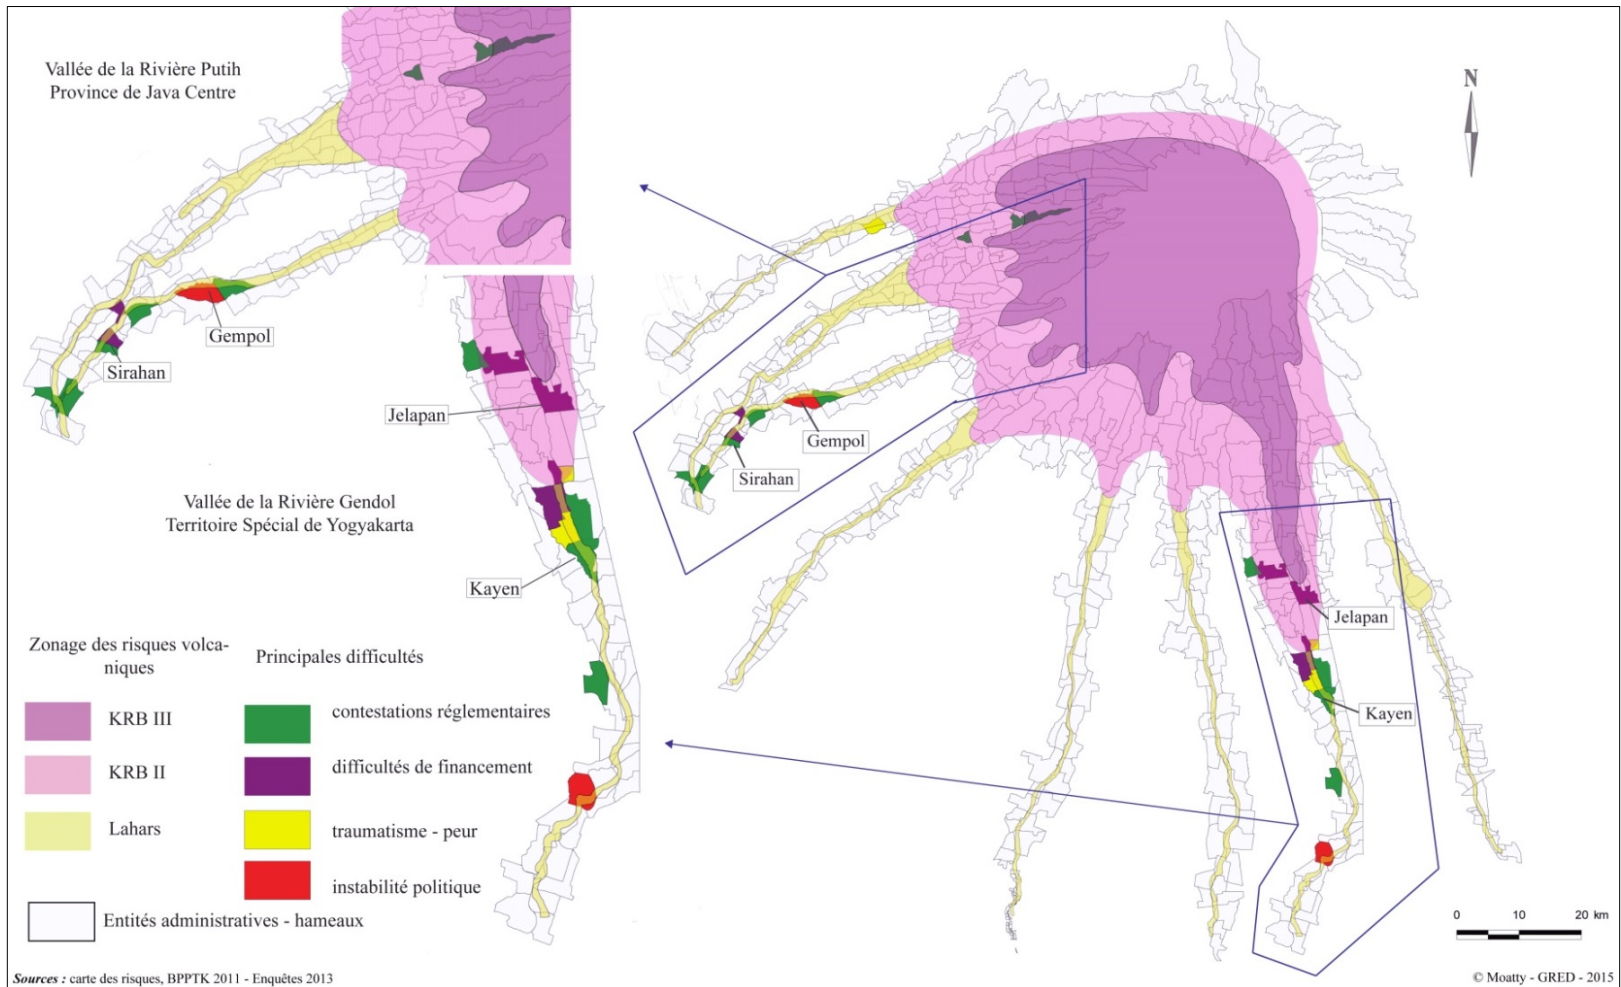 Vallée de la Rivière Putih
Province de Java Centre
N
Gempol
Sirahan
Jelapan
Vallée de la Rivière Gendol
Territoire Spécial de Yogyakarta
Kayen
Gempol
Sirahan
Jelapan
Kayen
Zonage des risques volca-
niques
KRB III
KRB II
Lahars
Entités administratives - hameaux
Principales difficultés
contestations réglementaires
difficultés de financement
traumatisme - peur
instabilité politique
0 10 20 km
Sources : carte des risques, BPPTK 2011 - Enquêtes 2013
© Moatty - GRED - 2015